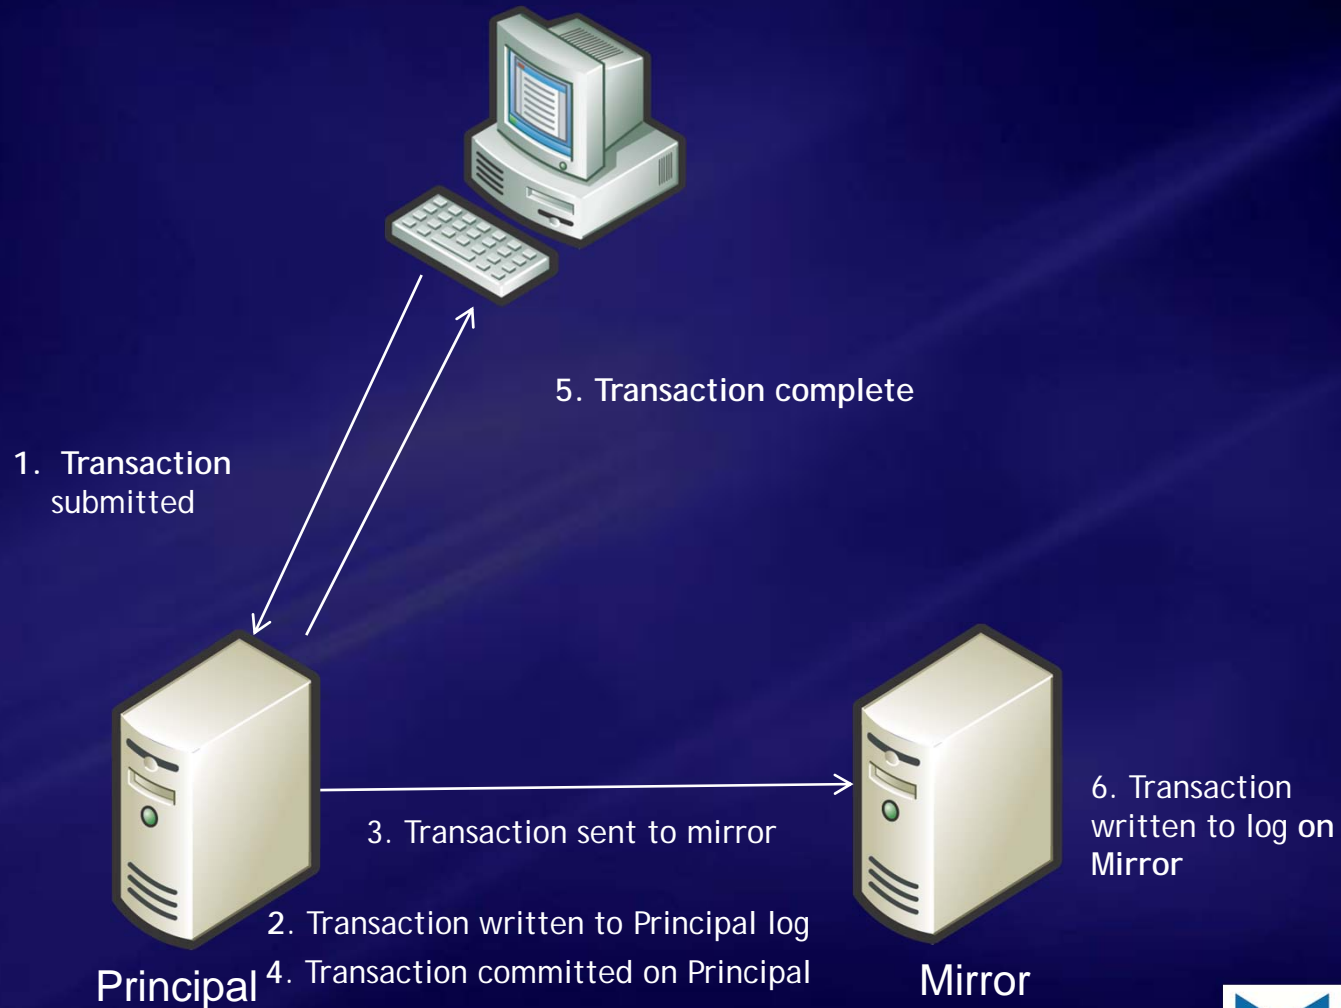 5. Transaction complete
1. Transaction
submitted
3. Transaction sent to mirror
6. Transaction
written to log on
Mirror
2. Transaction written to Principal log
4. Transaction committed on Principal
Principal
Mirror